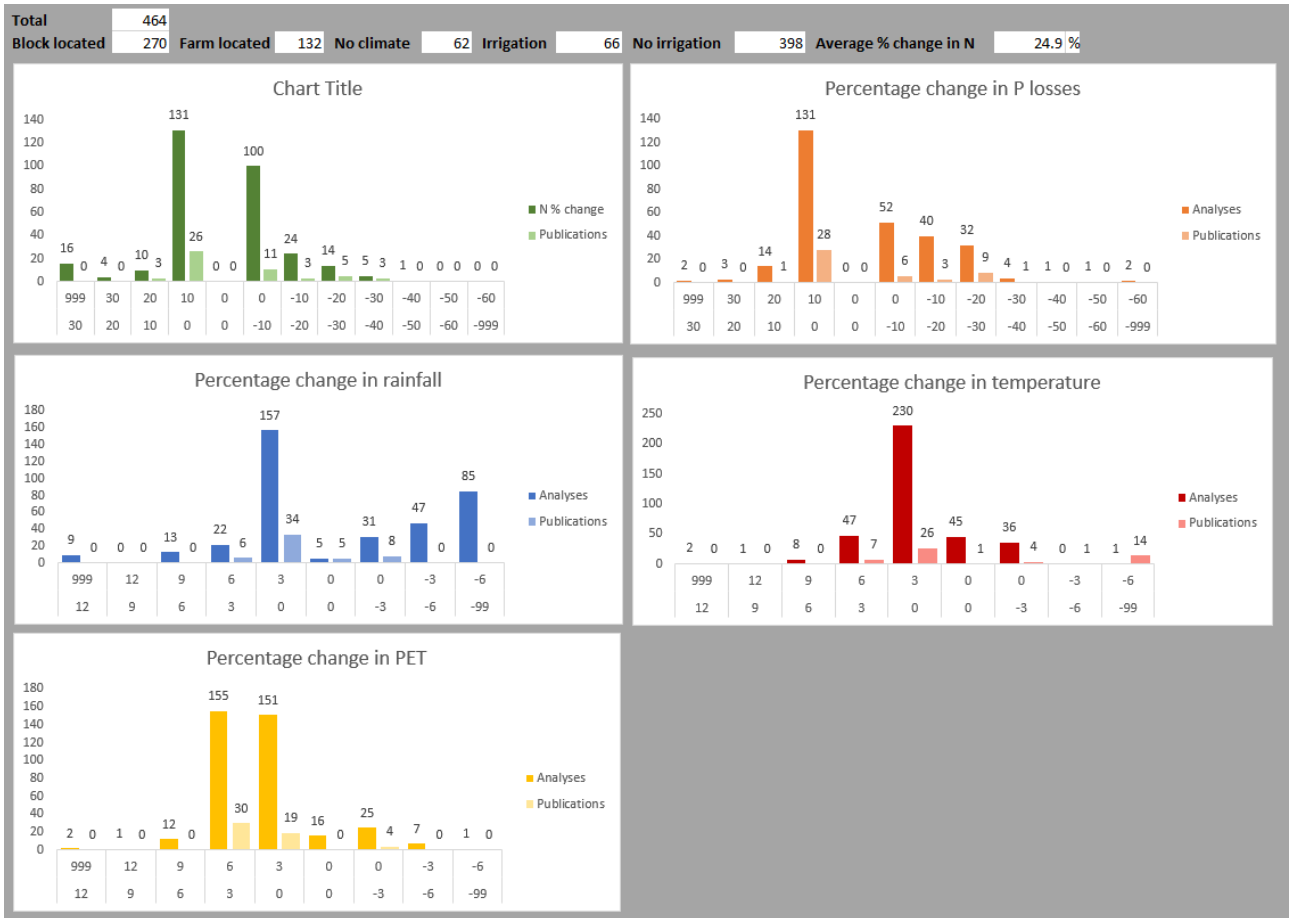 Total 464
Block located 270 Farm located 132 No climate 62 Irrigation 66 No irrigation 398 Average % change in N 24.9 %
Chart Title
140
120
100
80
60
40
20
0
16 0 4 0 10 3 131 26 0 0 100 11 24 3 14 5 5 3 1 0 0 0 0 0
999 30 20 10 0 0 -10 -20 -30 -40 -50 -60
30 20 10 0 0 -10 -20 -30 -40 -50 -60 -999
N % change
Publications
Percentage change in P losses
140
120
100
80
60
40
20
0
2 0 3 0 14 1 131 28 0 0 52 6 40 3 32 9 4 1 1 0 1 0 2 0
999 30 20 10 0 0 -10 -20 -30 -40 -50 -60
30 20 10 0 0 -10 -20 -30 -40 -50 -60 -999
Analyses
Publications
Percentage change in rainfall
180
160
140
120
100
80
60
40
20
0
9 0 0 0 13 0 22 6 157 34 5 5 31 8 47 0 85 0
999 12 9 6 3 0 0 -3 -6
12 9 6 3 0 0 -3 -6 -99
Analyses
Publications
Percentage change in temperature
250
200
150
100
50
0
2 0 1 0 8 0 47 7 230 26 45 1 36 4 0 1 1 14
999 12 9 6 3 0 0 -3 -6
12 9 6 3 0 0 -3 -6 -99
Analyses
Publications
Percentage change in PET
180
160
140
120
100
80
60
40
20
0
2 0 1 0 12 0 155 30 151 19 16 0 25 4 7 0 1 0
999 12 9 6 3 0 0 -3 -6
12 9 6 3 0 0 -3 -6 -99
Analyses
Publications